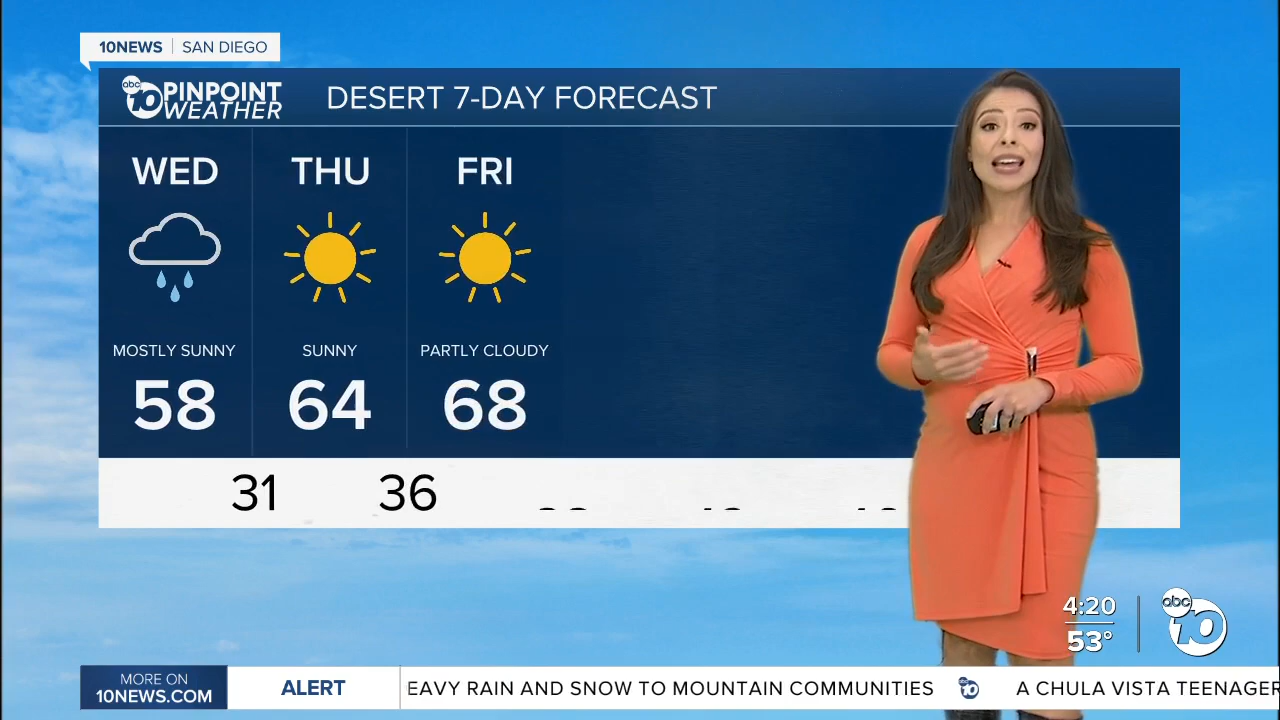 10NEWS | SAN DIEGO
abc 10 PINPOINT WEATHER
DESERT 7-DAY FORECAST
WED THU FRI
MOSTLY SUNNY SUNNY PARTLY CLOUDY
58 64 68
31 36
4:20
53°
abc 10
MORE ON
10NEWS.COM
ALERT
EAVY RAIN AND SNOW TO MOUNTAIN COMMUNITIES abc 10 A CHULA VISTA TEENAGER